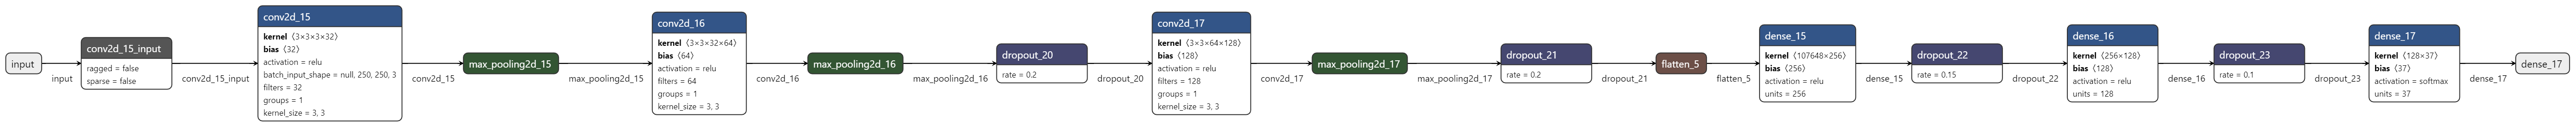 input
input
conv2d_15_input
ragged = false
sparse = false
conv2d_15_input
conv2d_15
kernel ⟨3×3×3×32⟩
bias ⟨32⟩
activation = relu
batch_input_shape = null, 250, 250, 3
filters = 32
groups = 1
kernel_size = 3, 3
conv2d_15
max_pooling2d_15
max_pooling2d_15
conv2d_16
kernel ⟨3×3×32×64⟩
bias ⟨64⟩
activation = relu
filters = 64
groups = 1
kernel_size = 3, 3
conv2d_16
max_pooling2d_16
max_pooling2d_16
dropout_20
rate = 0.2
dropout_20
conv2d_17
kernel ⟨3×3×64×128⟩
bias ⟨128⟩
activation = relu
filters = 128
groups = 1
kernel_size = 3, 3
conv2d_17
max_pooling2d_17
max_pooling2d_17
dropout_21
rate = 0.2
dropout_21
flatten_5
flatten_5
dense_15
kernel ⟨107648×256⟩
bias ⟨256⟩
activation = relu
units = 256
dense_15
dropout_22
rate = 0.15
dropout_22
dense_16
kernel ⟨256×128⟩
bias ⟨128⟩
activation = relu
units = 128
dense_16
dropout_23
rate = 0.1
dropout_23
dense_17
kernel ⟨128×37⟩
bias ⟨37⟩
activation = softmax
units = 37
dense_17
dense_17